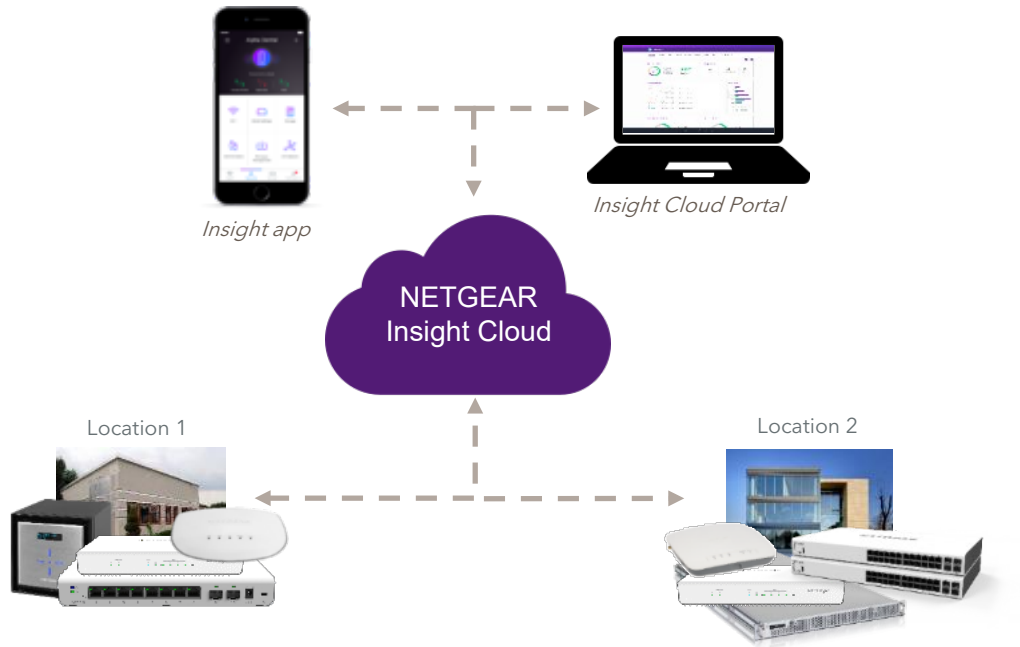 Insight app
Insight Cloud Portal
NETGEAR
Insight Cloud
Location 1
Location 2